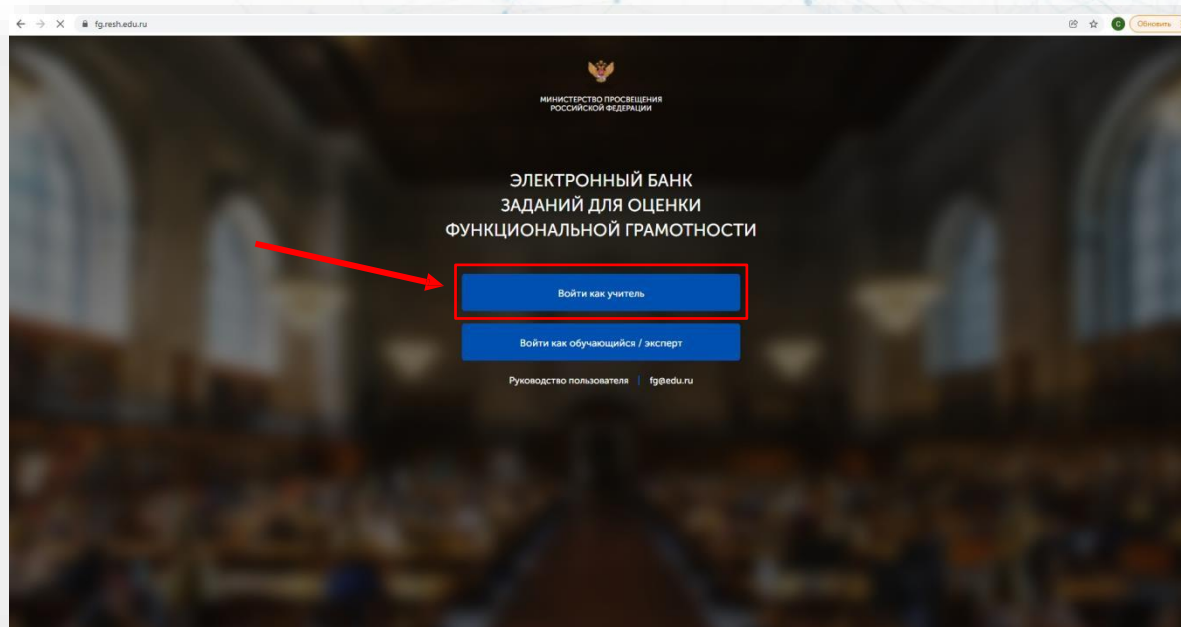 fg.resh.edu.ru
С
Обновить
МИНИСТЕРСТВО ПРОСВЕЩЕНИЯ
РОССИЙСКОЙ ФЕДЕРАЦИИ
ЭЛЕКТРОННЫЙ БАНК
ЗАДАНИЙ ДЛЯ ОЦЕНКИ
ФУНКЦИОНАЛЬНОЙ ГРАМОТНОСТИ
Войти как учитель
Войти как обучающийся / эксперт
Руководство пользователя | fg@edu.ru